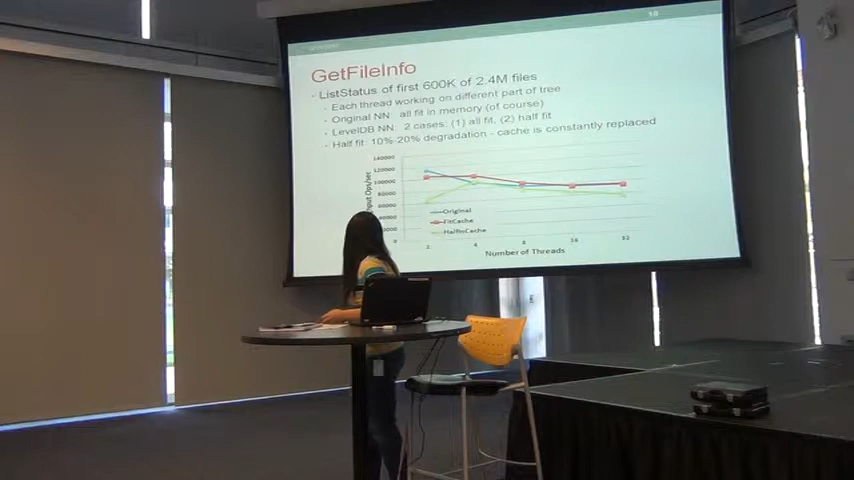 18
GetFileInfo
ListStatus of first 600K of 2.4M files
Each thread working on different part of tree
Original NN: all fit in memory (of course)
LevelDB NN: 2 cases: (1) all fit, (2) half fit
Half fit: 10%-20% degradation - cache is constantly replaced
140000
120000
100000
80000
60000
Original
FitCache
HalfInCache
2 4 8 16 32
Number of Threads